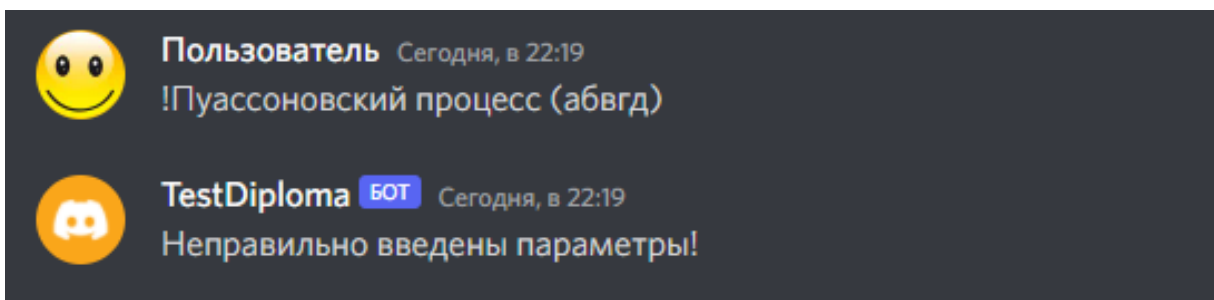 Пользователь Сегодня, в 22:19
!Пуассоновский процесс (абвгд)
TestDiploma БОТ Сегодня, в 22:19
Неправильно введены параметры!